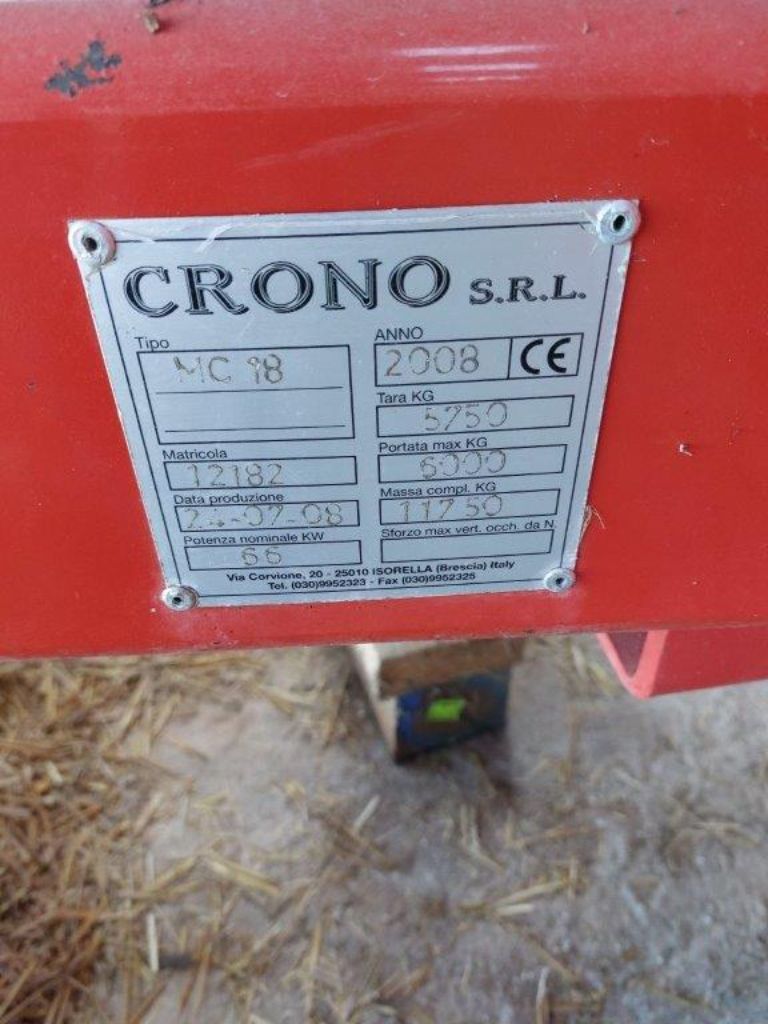 CRONO S.R.L.
Tipo
MC 18
ANNO
2008 CE
Tara KG
5750
Matricola
12182
Portata max KG
6000
Data produzione
-07-08
Massa compl. KG
11750
Potenza nominale KW
66
Sforzo max vert. occh. da N.
Via Corvione, 20 - 25010 ISORELLA (Brescia) Italy
Tel. (030)9952323 - Fax (030)9952325